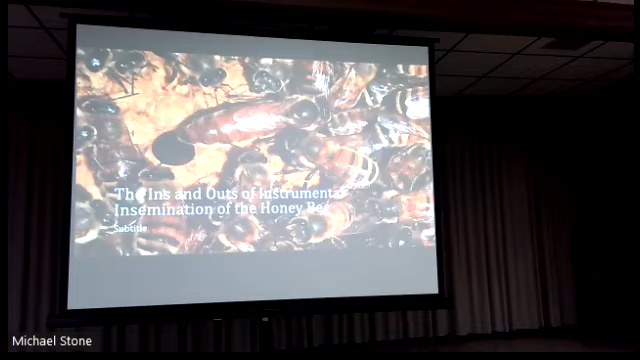 The Ins and Outs of Instrumental
Insemination of the Honey Bee
Subtitle
Michael Stone